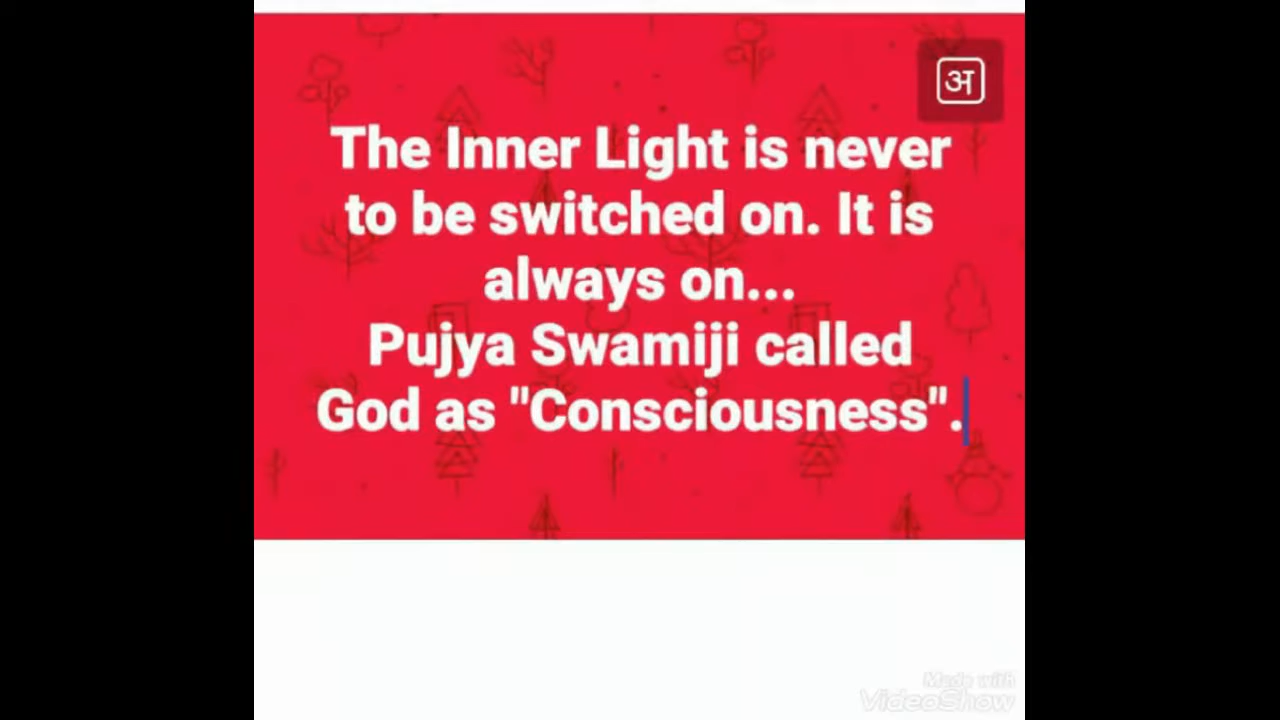 अ
The Inner Light is never
to be switched on. It is
always on...
Pujya Swamiji called
God as "Consciousness".
Made with
VideoShow